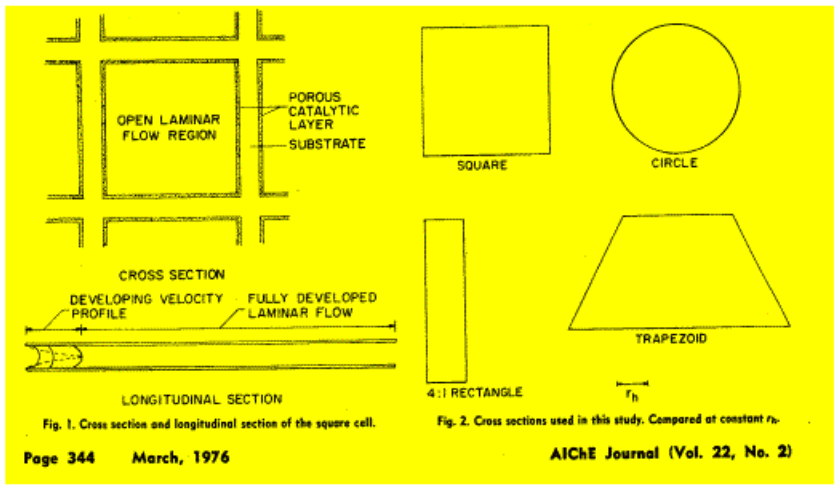 OPEN LAMINAR
FLOW REGION
POROUS
CATALYTIC
LAYER
SUBSTRATE
CROSS SECTION
DEVELOPING VELOCITY
PROFILE
FULLY DEVELOPED
LAMINAR FLOW
LONGITUDINAL SECTION
Fig. 1. Cross section and longitudinal section of the square cell.
SQUARE
CIRCLE
4:1 RECTANGLE
TRAPEZOID
rh
Fig. 2. Cross sections used in this study. Compared at constant rh.
Page 344 March, 1976
AIChE Journal (Vol. 22, No. 2)